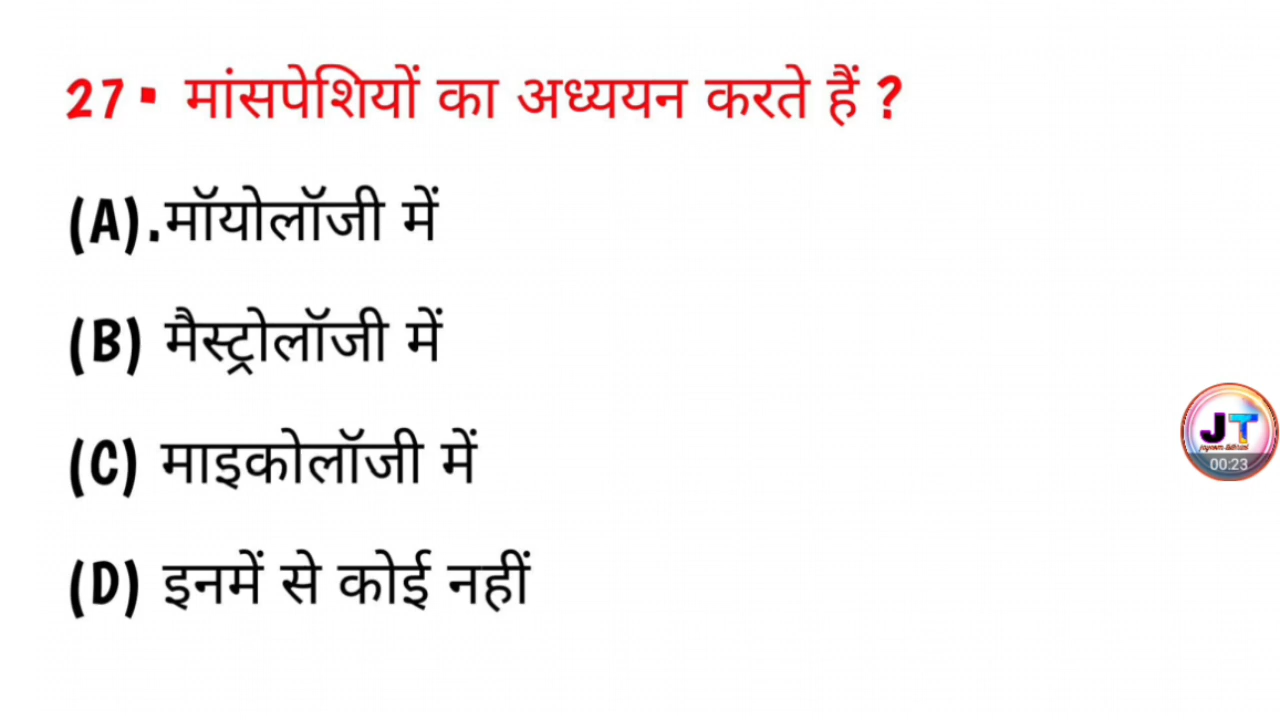 27▪ मांसपेशियों का अध्ययन करते हैं ?
(A).मॉयोलॉजी में
(B) मैस्ट्रोलॉजी में
(C) माइकोलॉजी में
(D) इनमें से कोई नहीं
JT
00:23